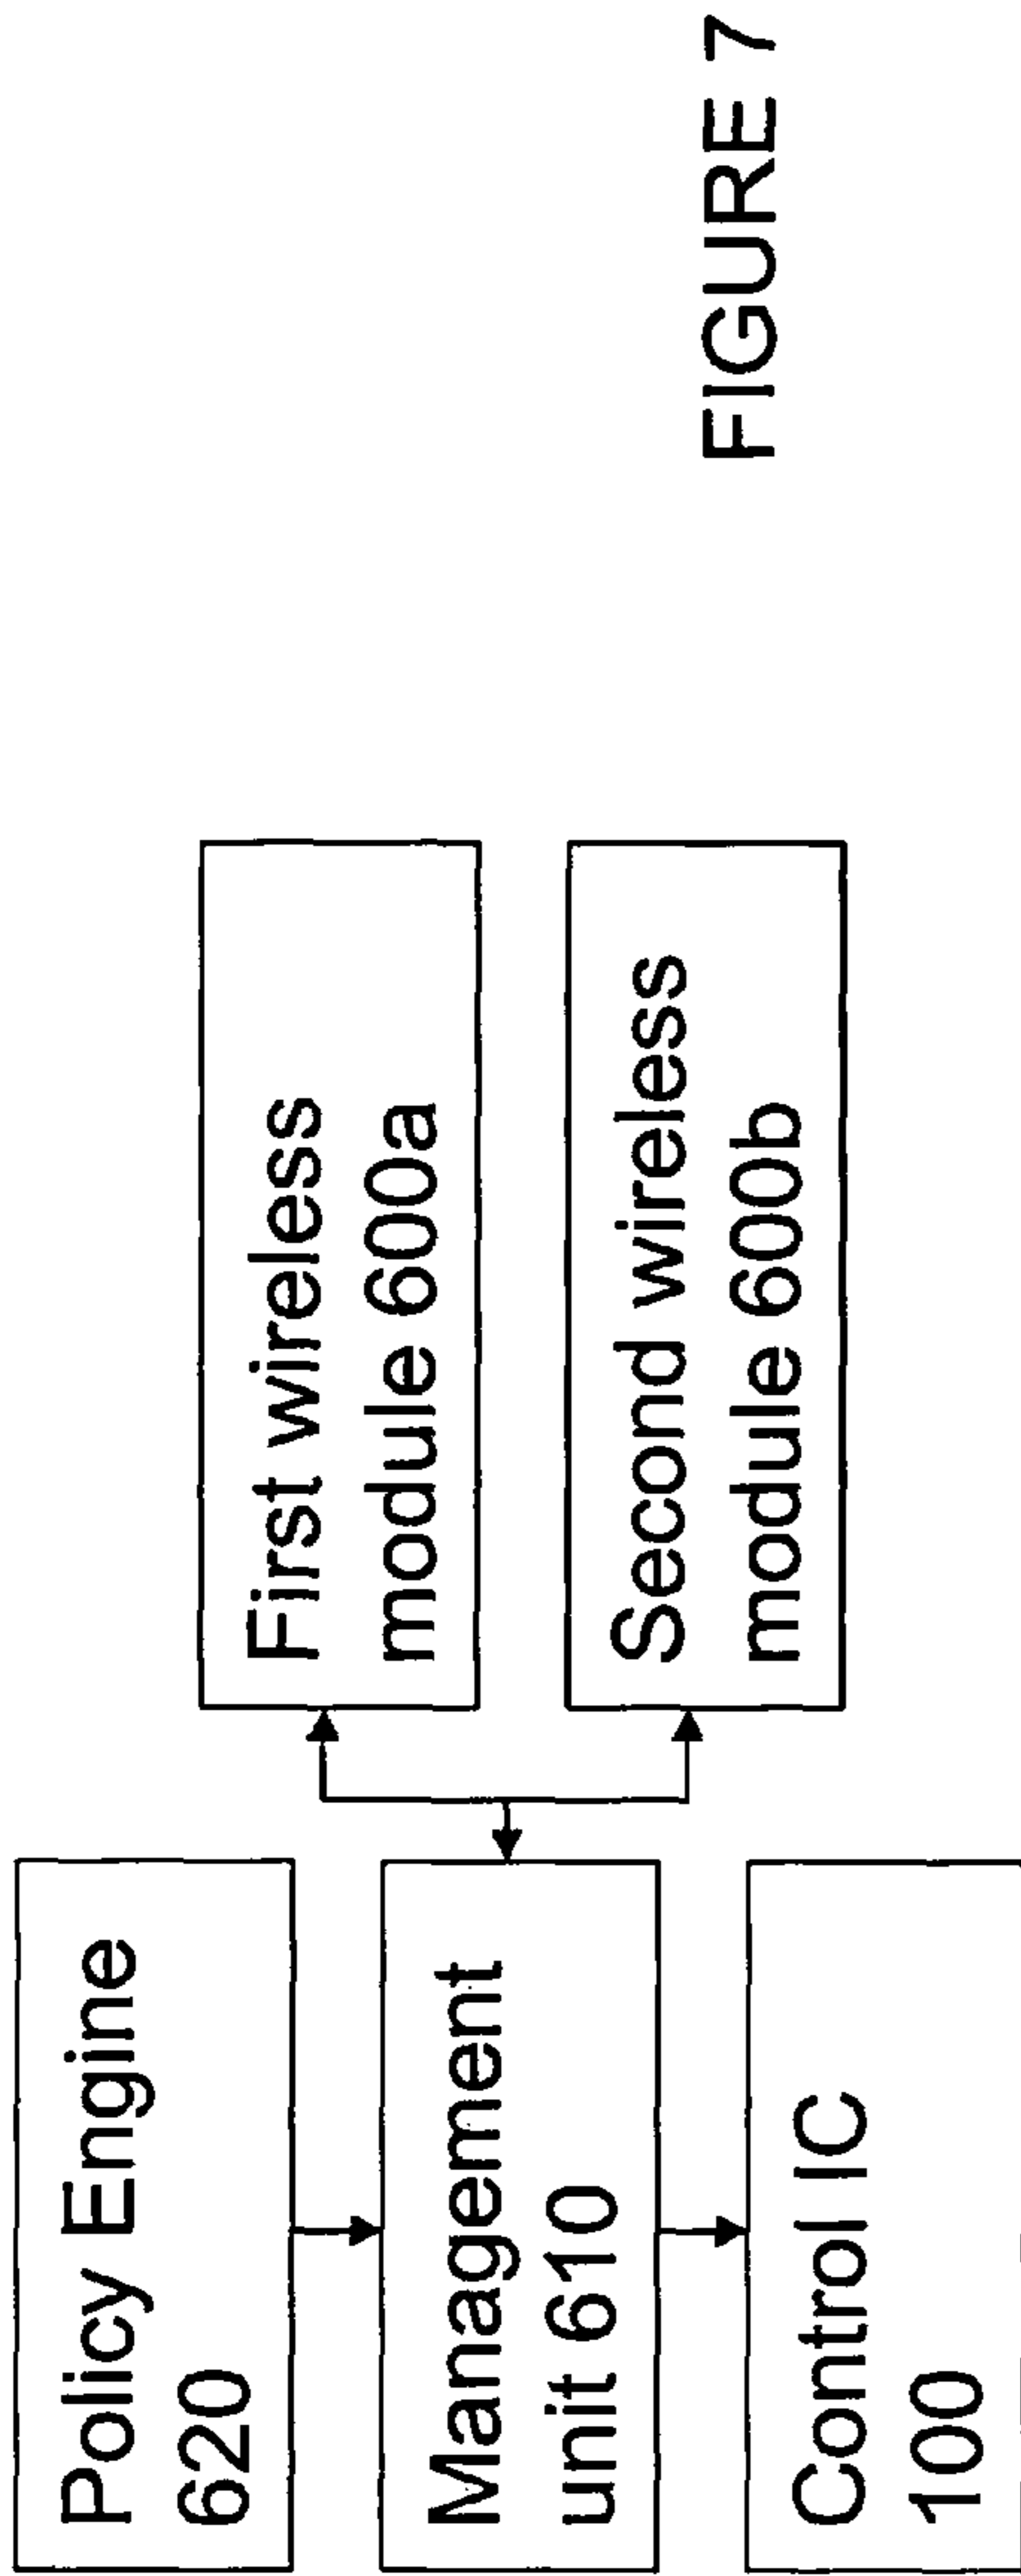 Policy Engine
620
Management
unit 610
Control IC
100
First wireless
module 600a
Second wireless
module 600b
FIGURE 7